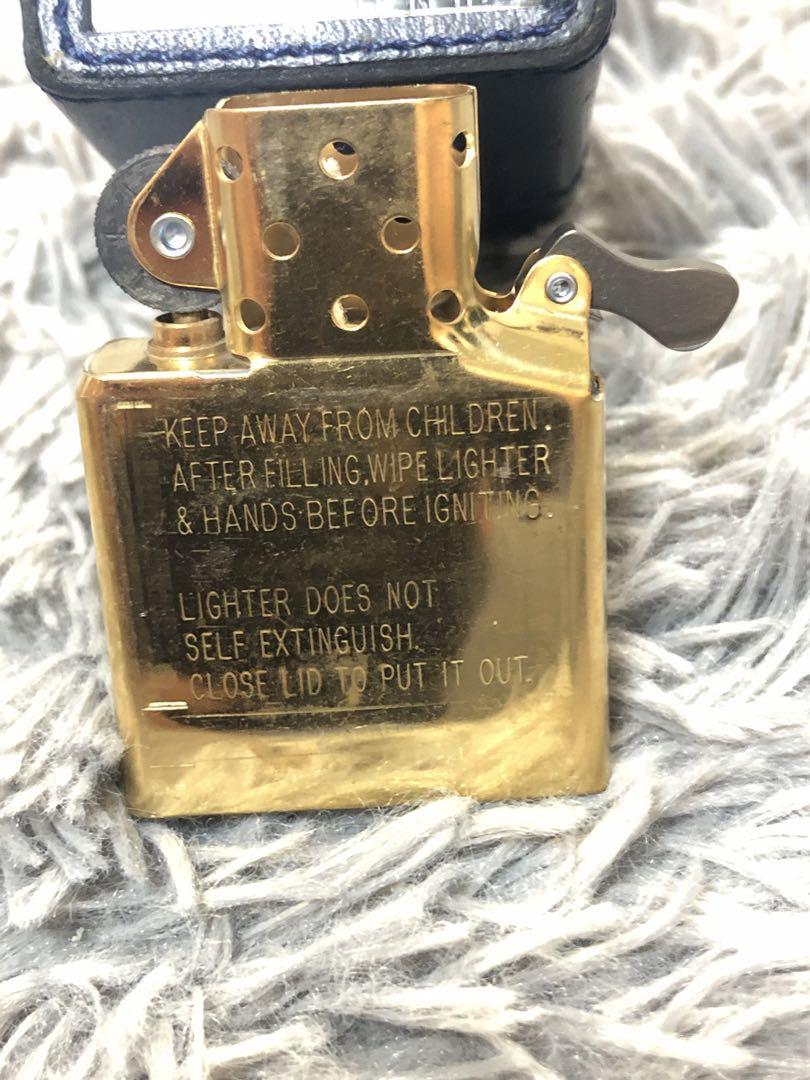 KEEP AWAY FROM CHILDREN.
AFTER FILLING,WIPE LIGHTER
& HANDS BEFORE IGNITING.
LIGHTER DOES NOT
SELF EXTINGUISH.
CLOSE LID TO PUT IT OUT.